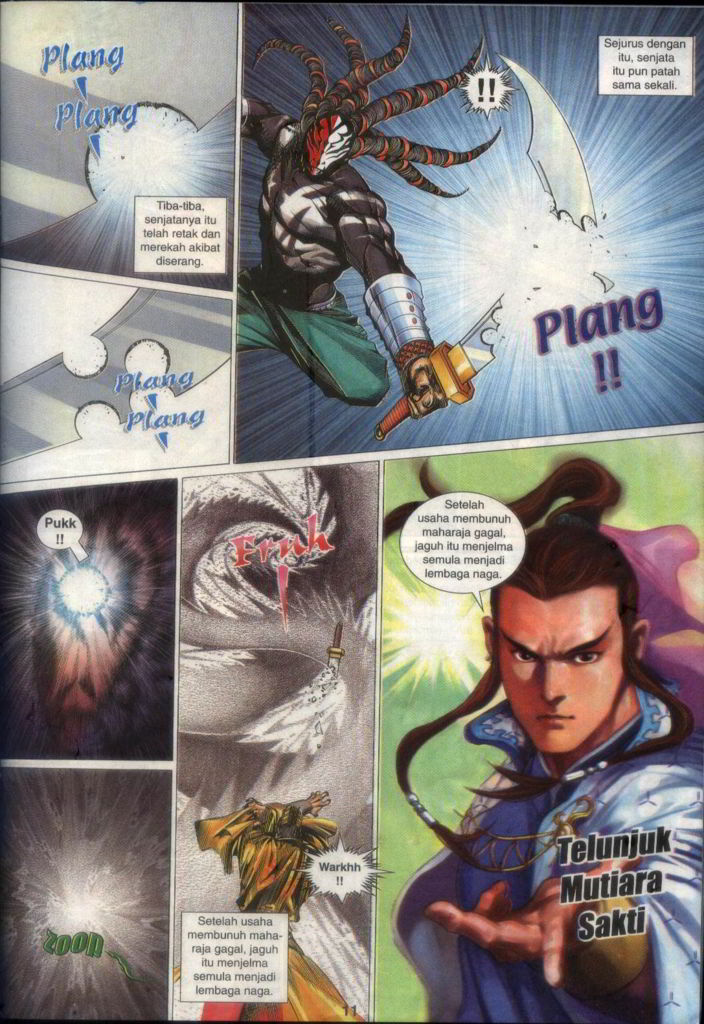 Plang
Plang
Tiba-tiba,
senjatanya itu
telah retak dan
merekah akibat
diserang.
Plang
Plang
!!
Sejurus dengan
itu, senjata
itu pun patah
sama sekali.
Plang
!!
Pukk
!!
Zoop
Fruh
Warkhh
!!
Setelah usaha
membunuh maha-
raja gagal, jaguh
itu menjelma
semula menjadi
lembaga naga.
Setelah
usaha membunuh
maharaja gagal,
jaguh itu menjelma
semula menjadi
lembaga naga.
Telunjuk
Mutiara
Sakti
11